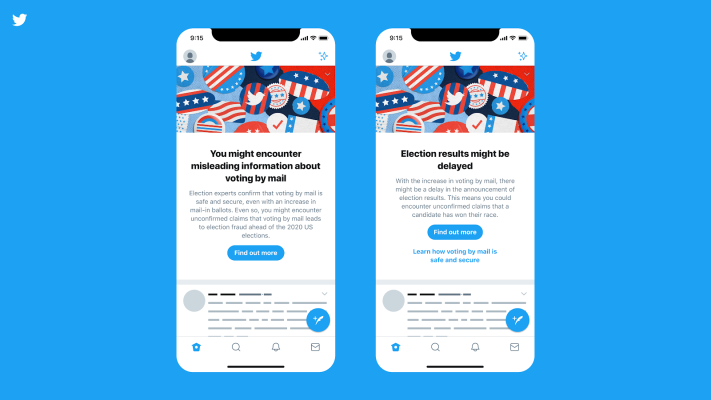 9:15
You might encounter
misleading information about
voting by mail
Election experts confirm that voting by mail is
safe and secure, even with an increase in
mail-in ballots. Even so, you might encounter
unconfirmed claims that voting by mail leads
to election fraud ahead of the 2020 US
elections.
Find out more
9:15
Election results might be
delayed
With the increase in voting by mail, there
might be a delay in the announcement of
election results. This means you could
encounter unconfirmed claims that a
candidate has won their race.
Find out more
Learn how voting by mail is
safe and secure